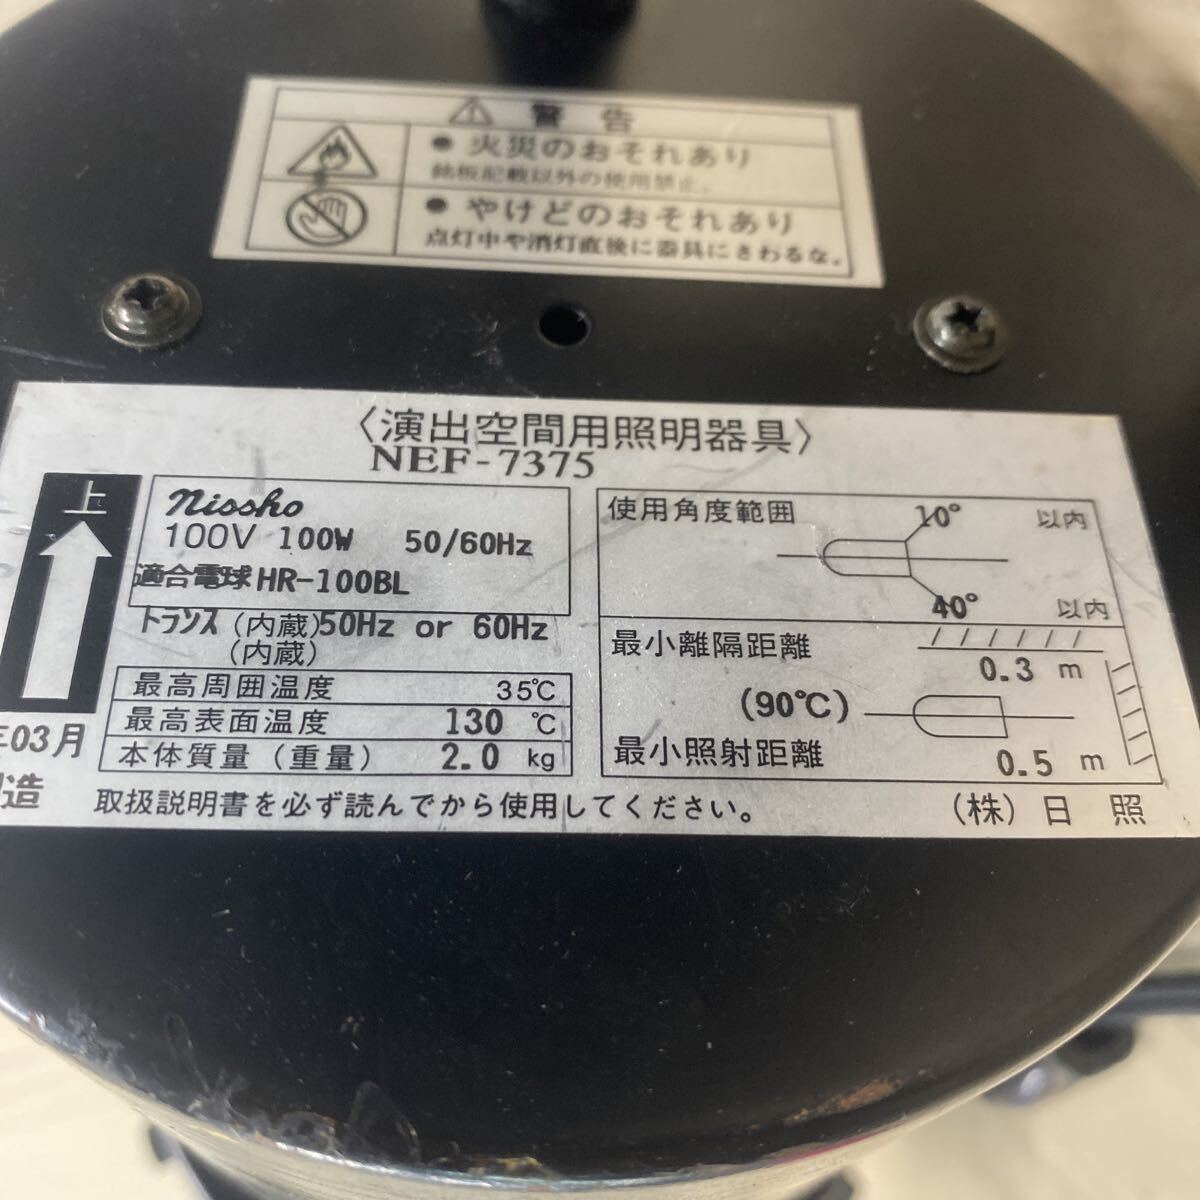 ⚠ 警告
● 火災のおそれあり
銘板記載以外の使用禁止。
● やけどのおそれあり
点灯中や消灯直後に器具にさわるな。
〈演出空間用照明器具〉
NEF-7375
上
nissho
100V 100W 50/60Hz
適合電球 HR-100BL
トランス (内蔵)50Hz or 60Hz
(内蔵)
最高周囲温度 35℃
最高表面温度 130 ℃
本体質量（重量） 2.0 kg
年03月
造
使用角度範囲
10° 以内
40° 以内
最小離隔距離
0.3 m
(90℃)
最小照射距離
0.5 m
取扱説明書を必ず読んでから使用してください。
(株) 日 照